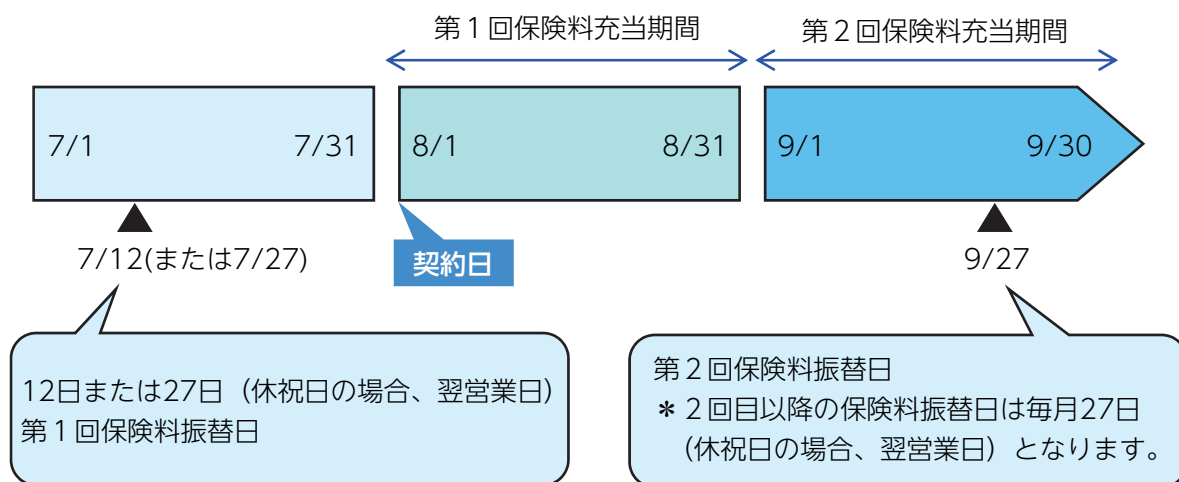 第1回保険料充当期間
第2回保険料充当期間
7/1
7/31
8/1
8/31
9/1
9/30
7/12(または7/27)
契約日
9/27
12日または27日（休祝日の場合、翌営業日）
第1回保険料振替日
第2回保険料振替日
＊2回目以降の保険料振替日は毎月27日
（休祝日の場合、翌営業日）となります。